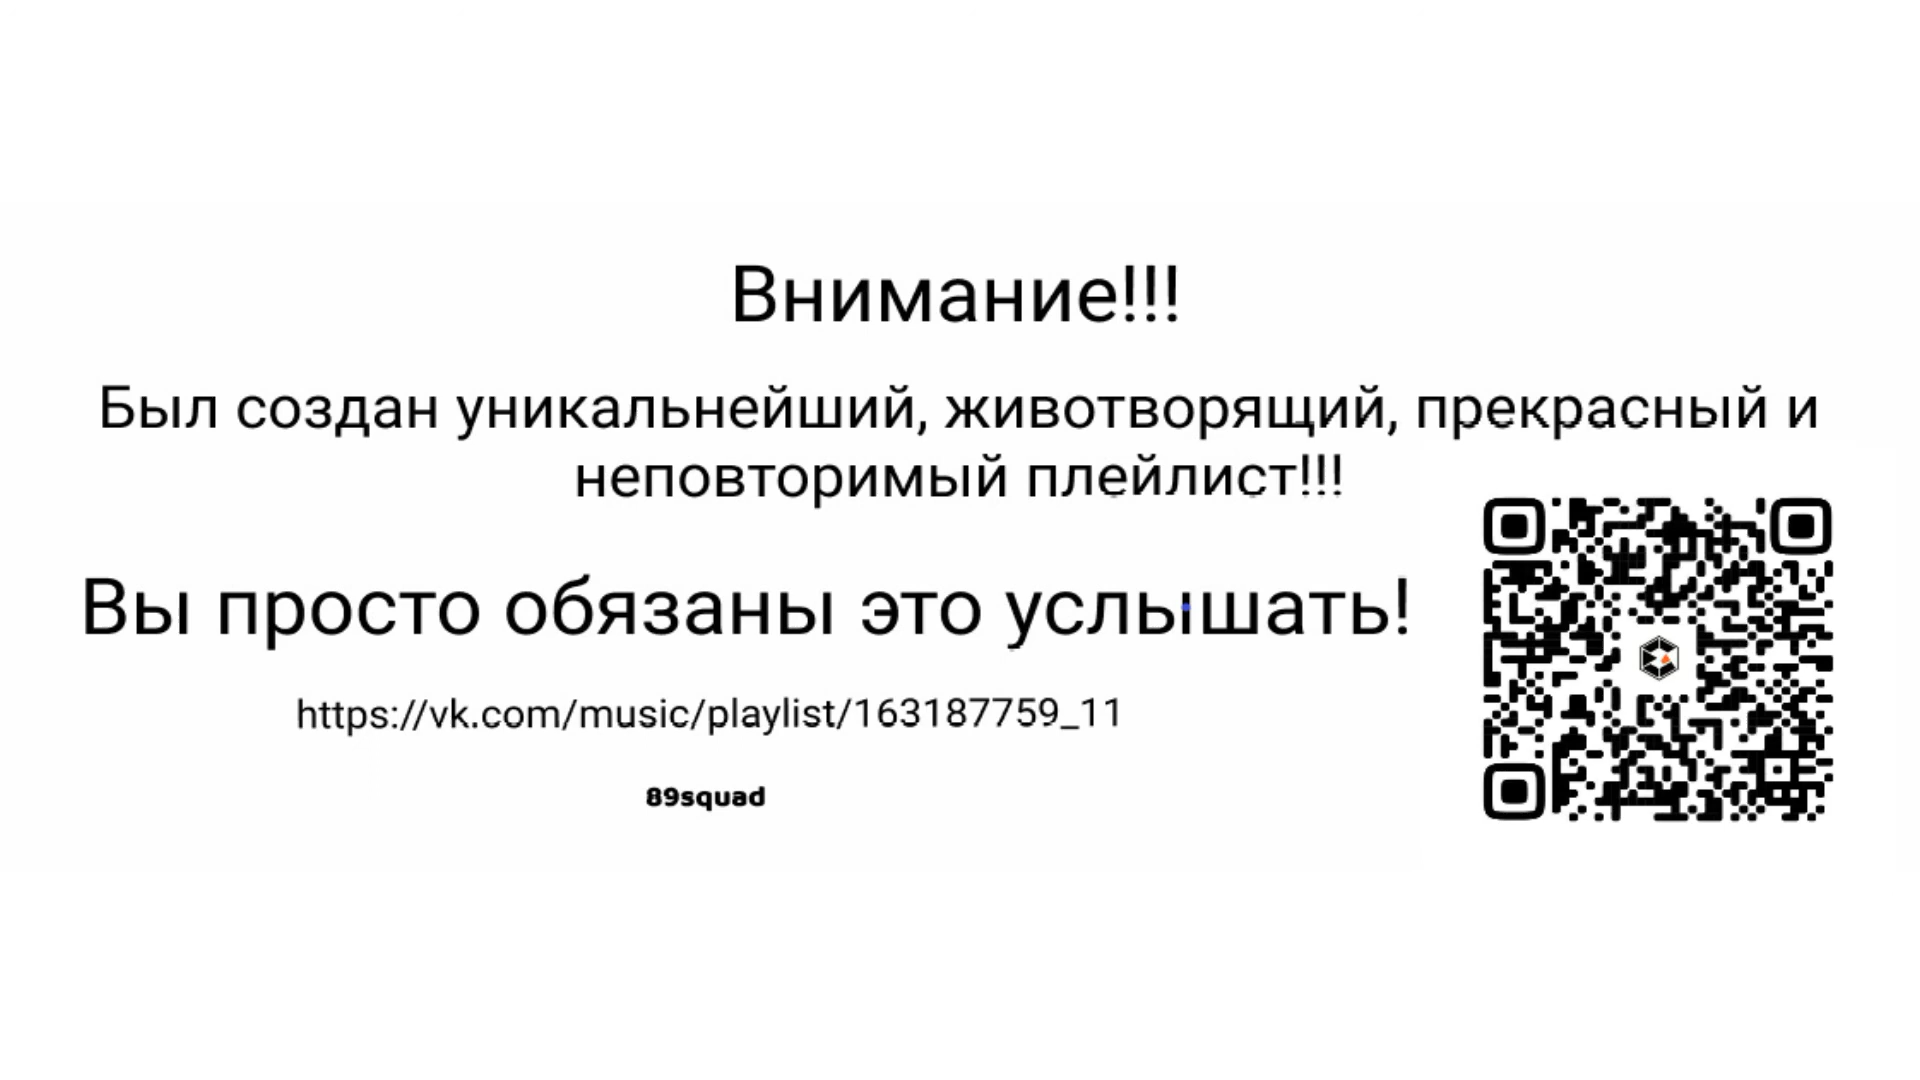 Внимание!!!
Был создан уникальнейший, животворящий, прекрасный и
неповторимый плейлист!!!
Вы просто обязаны это услышать!
https://vk.com/music/playlist/163187759_11
89squad